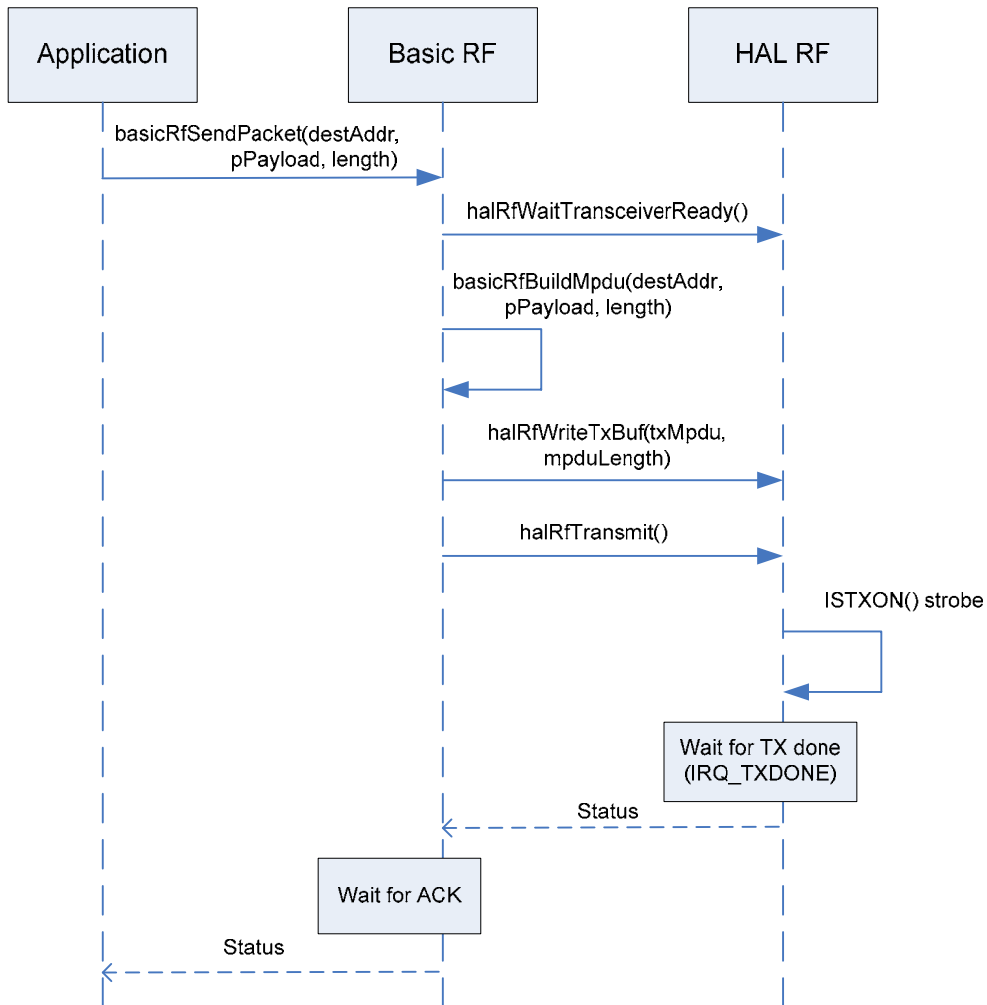 Application
Basic RF
HAL RF
basicRfSendPacket(destAddr,
pPayload, length)
halRfWaitTransceiverReady()
basicRfBuildMpdu(destAddr,
pPayload, length)
halRfWriteTxBuf(txMpdu,
mpduLength)
halRfTransmit()
ISTXON() strobe
Wait for TX done
(IRQ_TXDONE)
Status
Wait for ACK
Status